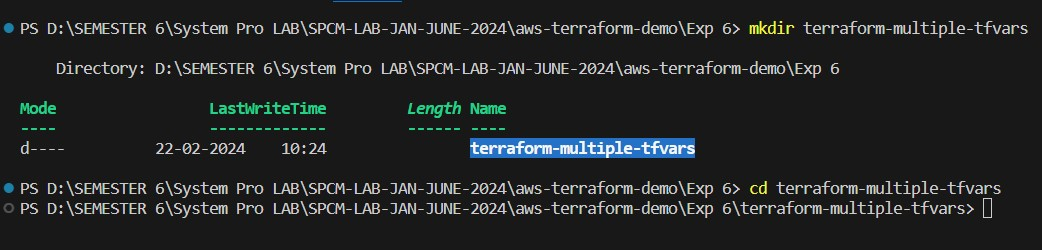 PS D:\SEMESTER 6\System Pro LAB\SPCM-LAB-JAN-JUNE-2024\aws-terraform-demo\Exp 6> mkdir terraform-multiple-tfvars
Directory: D:\SEMESTER 6\System Pro LAB\SPCM-LAB-JAN-JUNE-2024\aws-terraform-demo\Exp 6
Mode                 LastWriteTime         Length Name
----                 -------------         ------ ----
d----          22-02-2024    10:24                terraform-multiple-tfvars
PS D:\SEMESTER 6\System Pro LAB\SPCM-LAB-JAN-JUNE-2024\aws-terraform-demo\Exp 6> cd terraform-multiple-tfvars
PS D:\SEMESTER 6\System Pro LAB\SPCM-LAB-JAN-JUNE-2024\aws-terraform-demo\Exp 6\terraform-multiple-tfvars>